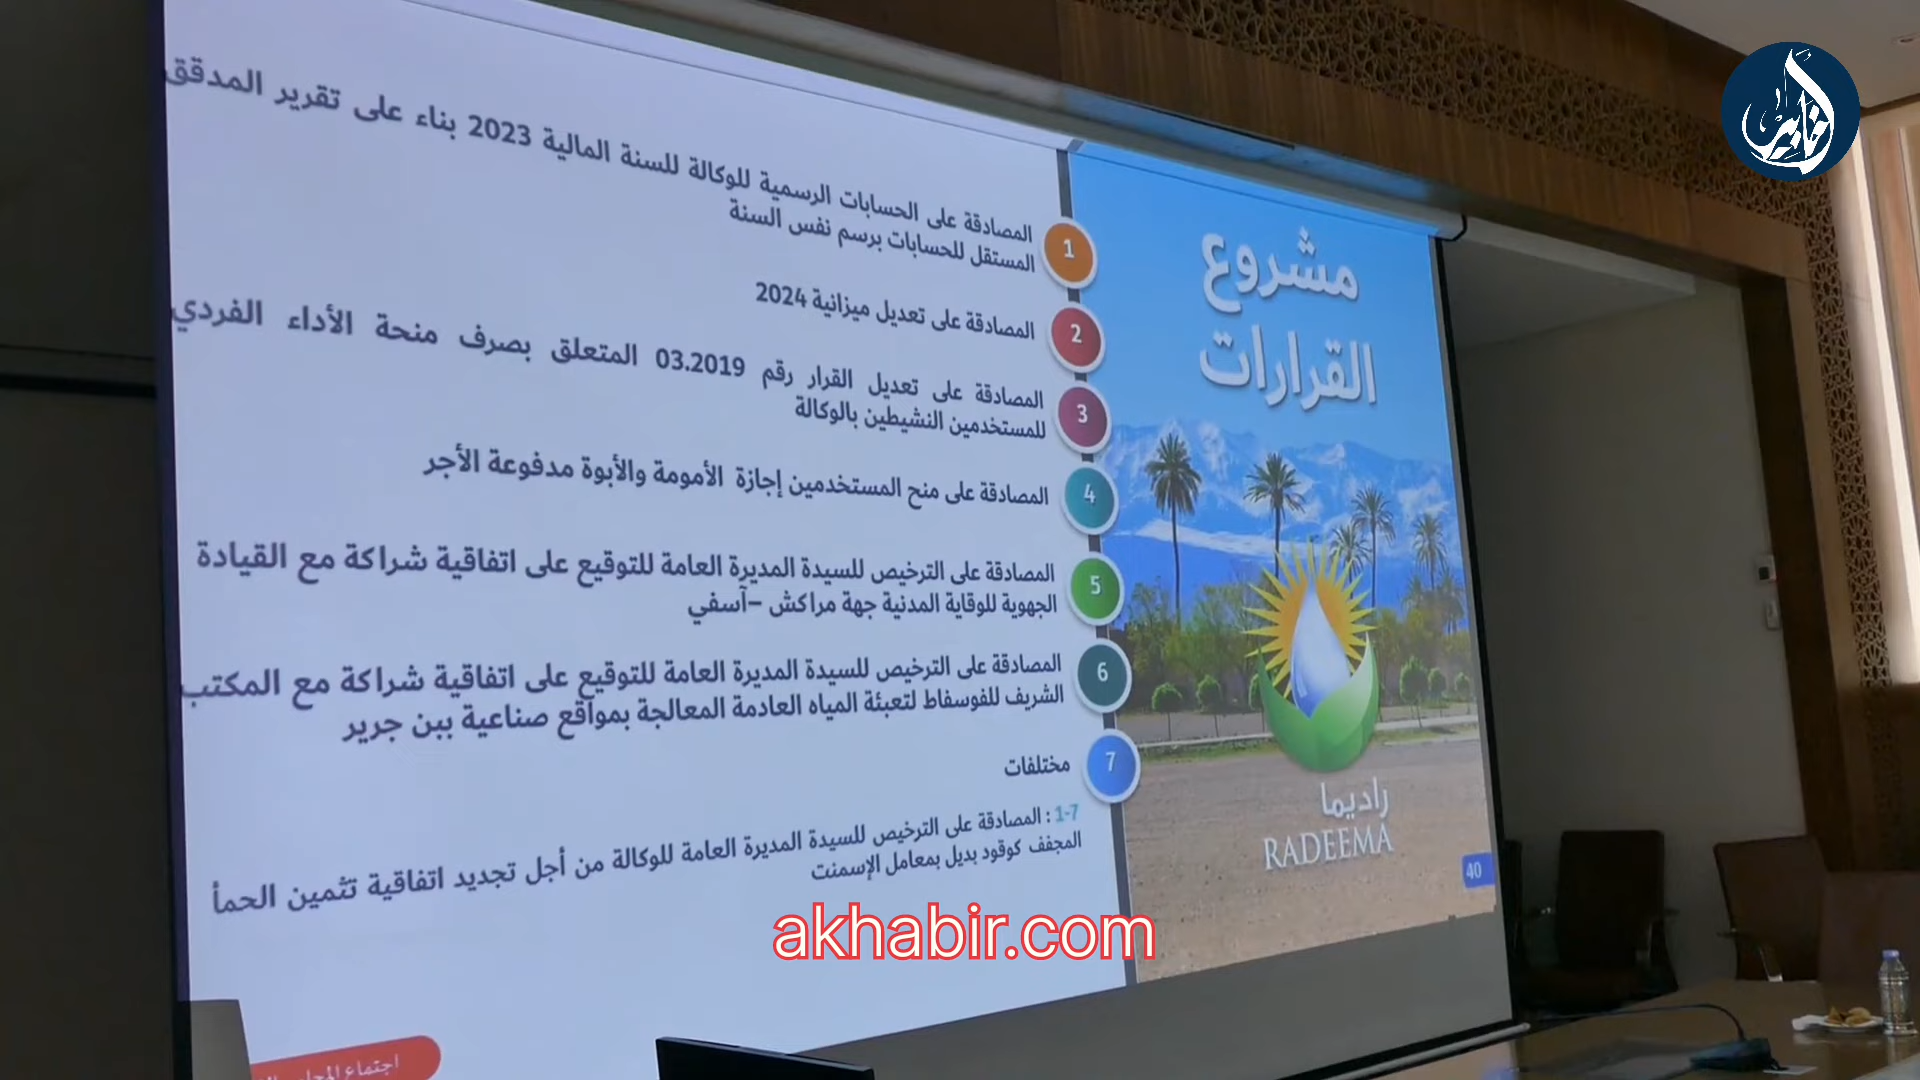 أخابير
مشروع
القرارات
1
المصادقة على الحسابات الرسمية للوكالة للسنة المالية 2023 بناء على تقرير المدقق
المستقل للحسابات برسم نفس السنة
2
المصادقة على تعديل ميزانية 2024
3
المصادقة على تعديل القرار رقم 03.2019 المتعلق بصرف منحة الأداء الفردي
للمستخدمين النشيطين بالوكالة
4
المصادقة على منح المستخدمين إجازة الأمومة والأبوة مدفوعة الأجر
5
المصادقة على الترخيص للسيدة المديرة العامة للتوقيع على اتفاقية شراكة مع القيادة
الجهوية للوقاية المدنية جهة مراكش –آسفي
6
المصادقة على الترخيص للسيدة المديرة العامة للتوقيع على اتفاقية شراكة مع المكتب
الشريف للفوسفاط لتعبئة المياه العادمة المعالجة بمواقع صناعية ببن جرير
7
مختلفات
1-7 : المصادقة على الترخيص للسيدة المديرة العامة للوكالة من أجل تجديد اتفاقية تثمين الحمأ
المجفف كوقود بديل بمعامل الإسمنت
راديما
RADEEMA
40
akhabir.com
اجتماع